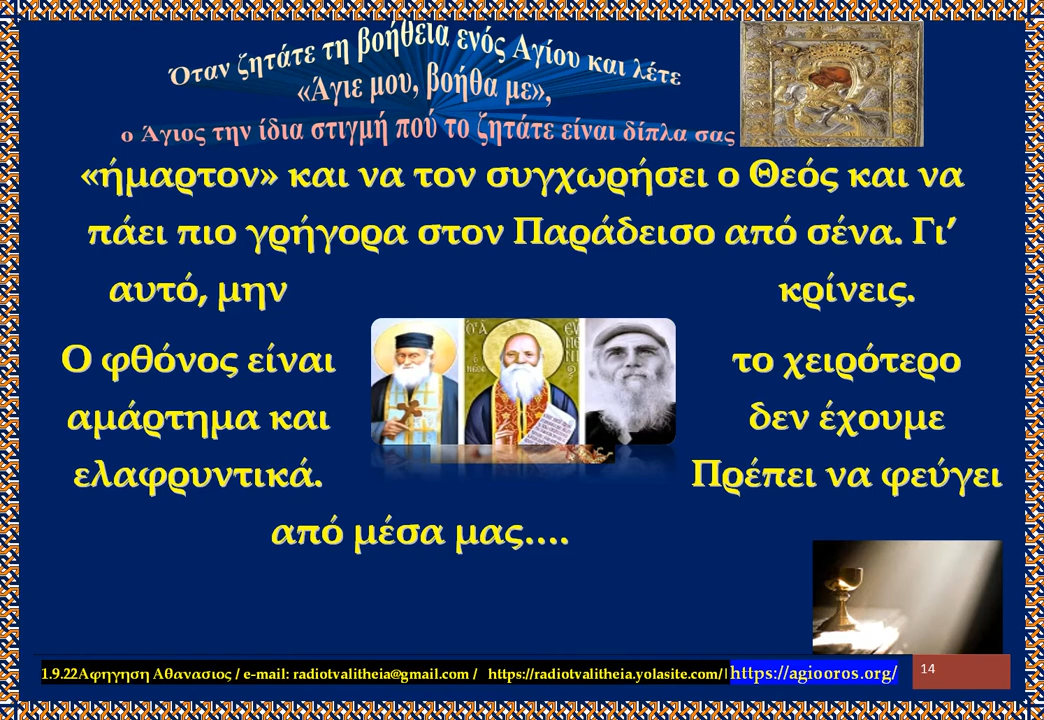 Όταν ζητάτε τη βοήθεια ενός Αγίου και λέτε
«Άγιε μου, βοήθα με»,
ο Άγιος την ίδια στιγμή πού το ζητάτε είναι δίπλα σας
«ήμαρτον» και να τον συγχωρήσει ο Θεός και να
πάει πιο γρήγορα στον Παράδεισο από σένα. Γι’
αυτό, μην κρίνεις.
Ο φθόνος είναι το χειρότερο
αμάρτημα και δεν έχουμε
ελαφρυντικά. Πρέπει να φεύγει
από μέσα μας….
1.9.22Αφηγηση Αθανασιος / e-mail: radiotvalitheia@gmail.com / https://radiotvalitheia.yolasite.com/| https://agiooros.org/ 14